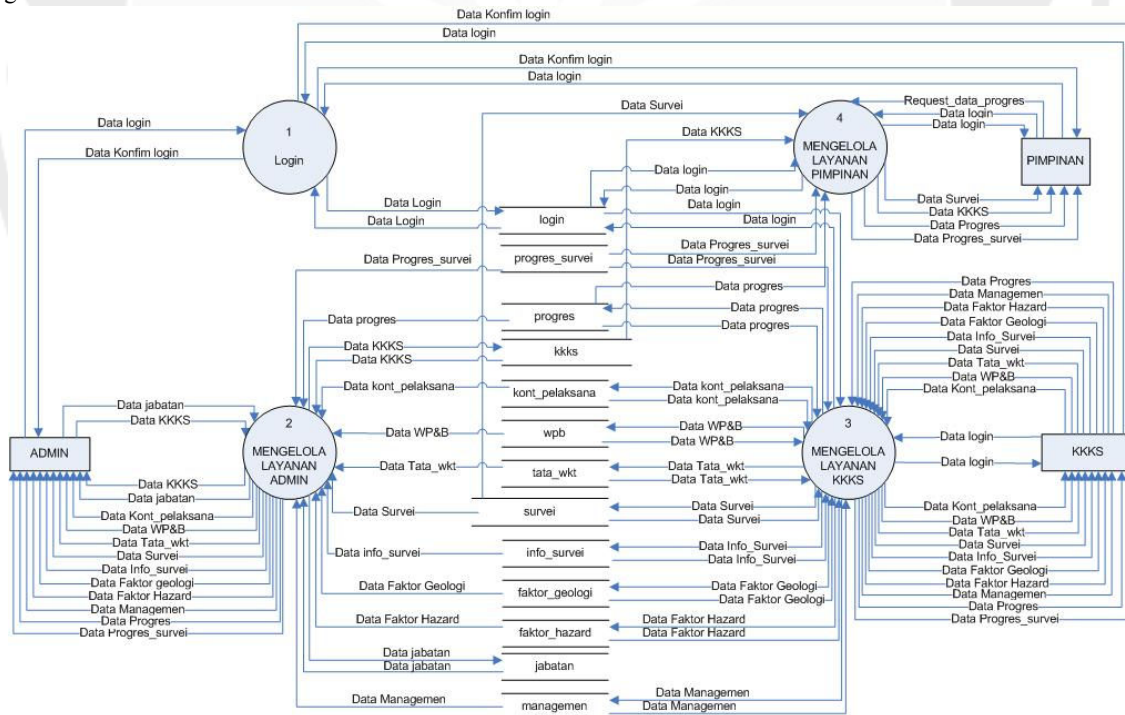 g
Data Konfim login
Data login
Data Konfim login
Data login
Data login
Data Konfim login
1
Login
Data Login
Data Login
Data Survei
Data KKKS
Data login
Data login
Data login
Data login
4
MENGELOLA
LAYANAN
PIMPINAN
Request_data_progres
Data login
Data login
PIMPINAN
Data Survei
Data KKKS
Data Progres
Data Progres_survei
login
progres_survei
progres
kkks
kont_pelaksana
wpb
tata_wkt
survei
info_survei
faktor_geologi
faktor_hazard
jabatan
managemen
Data Progres_survei
Data progres
Data KKKS
Data KKKS
Data kont_pelaksana
Data WP&B
Data Tata_wkt
Data Survei
Data info_survei
Data Faktor Geologi
Data Faktor Hazard
Data jabatan
Data jabatan
Data Managemen
Data Progres_survei
Data Progres_survei
Data progres
Data progres
Data progres
Data kont_pelaksana
Data kont_pelaksana
Data WP&B
Data WP&B
Data Tata_wkt
Data Tata_wkt
Data Survei
Data Survei
Data Info_Survei
Data Info_Survei
Data Faktor Geologi
Data Faktor Geologi
Data Faktor Hazard
Data Faktor Hazard
Data Managemen
Data Managemen
ADMIN
Data jabatan
Data KKKS
2
MENGELOLA
LAYANAN
ADMIN
Data KKKS
Data jabatan
Data Kont_pelaksana
Data WP&B
Data Tata_wkt
Data Survei
Data Info_survei
Data Faktor geologi
Data Faktor Hazard
Data Managemen
Data Progres
Data Progres_survei
3
MENGELOLA
LAYANAN
KKKS
Data Progres
Data Managemen
Data Faktor Hazard
Data Faktor Geologi
Data Info_Survei
Data Survei
Data Tata_wkt
Data WP&B
Data Kont_pelaksana
Data login
Data login
KKKS
Data Kont_pelaksana
Data WP&B
Data Tata_wkt
Data Survei
Data Info_Survei
Data Faktor Geologi
Data Faktor Hazard
Data Managemen
Data Progres
Data Progres_survei